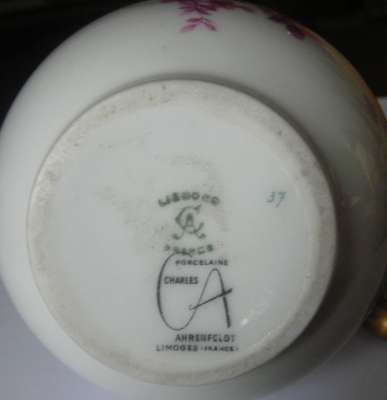 LIMOGES
CA
FRANCE
37
PORCELAINE
CHARLES
CA
AHRENFELDT
LIMOGES (FRANCE)